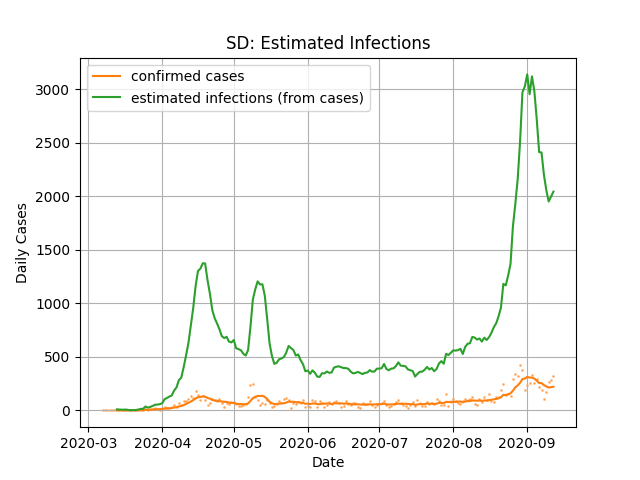 SD: Estimated Infections
confirmed cases
estimated infections (from cases)
3000
2500
2000
1500
1000
500
0
Daily Cases
2020-03 2020-04 2020-05 2020-06 2020-07 2020-08 2020-09
Date